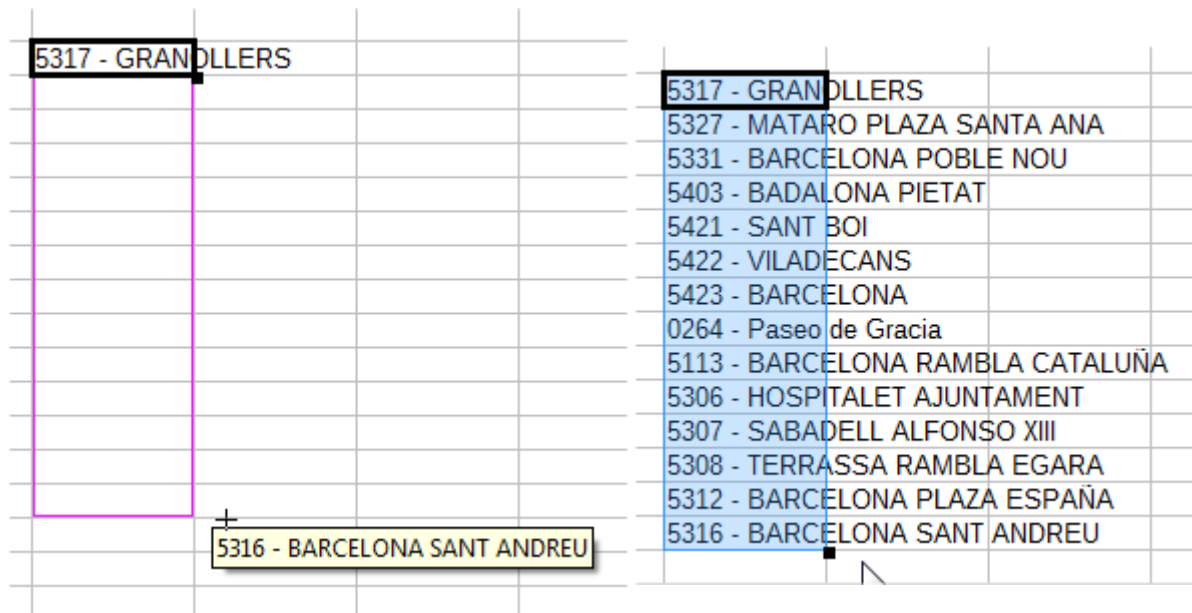 5317 - GRANOLLERS
5316 - BARCELONA SANT ANDREU
5317 - GRANOLLERS
5327 - MATARO PLAZA SANTA ANA
5331 - BARCELONA POBLE NOU
5403 - BADALONA PIETAT
5421 - SANT BOI
5422 - VILADECANS
5423 - BARCELONA
0264 - Paseo de Gracia
5113 - BARCELONA RAMBLA CATALUÑA
5306 - HOSPITALET AJUNTAMENT
5307 - SABADELL ALFONSO XIII
5308 - TERRASSA RAMBLA EGARA
5312 - BARCELONA PLAZA ESPAÑA
5316 - BARCELONA SANT ANDREU